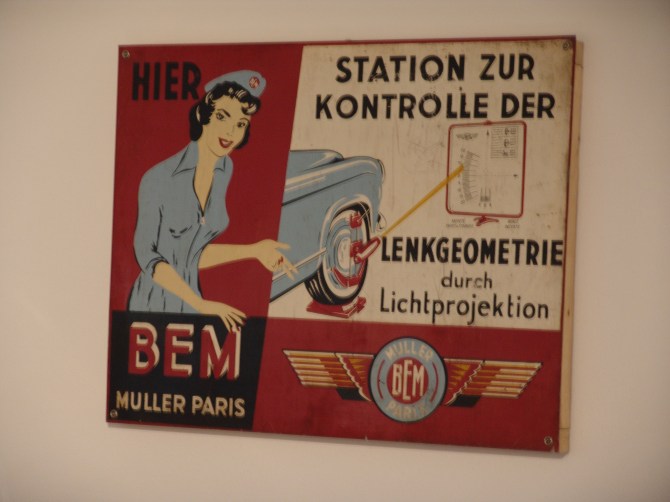 HIER
STATION ZUR
KONTROLLE DER
LENKGEOMETRIE
durch
Lichtprojektion
BEM
MULLER PARIS
MULLER
BEM
PARIS